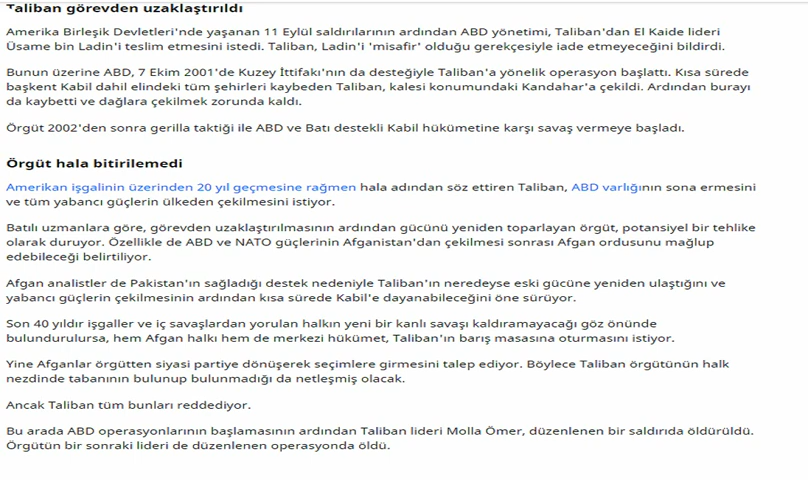 Taliban görevden uzaklaştırıldı
Amerika Birleşik Devletleri'nde yaşanan 11 Eylül saldırılarının ardından ABD yönetimi, Taliban'dan El Kaide lideri
Üsame bin Ladin'i teslim etmesini istedi. Taliban, Ladin'i 'misafir' olduğu gerekçesiyle iade etmeyeceğini bildirdi.
Bunun üzerine ABD, 7 Ekim 2001'de Kuzey İttifakı'nın da desteğiyle Taliban'a yönelik operasyon başlattı. Kısa sürede
başkent Kabil dahil elindeki tüm şehirleri kaybeden Taliban, kalesi konumundaki Kandahar'a çekildi. Ardından burayı
da kaybetti ve dağlara çekilmek zorunda kaldı.
Örgüt 2002'den sonra gerilla taktiği ile ABD ve Batı destekli Kabil hükümetine karşı savaş vermeye başladı.
Örgüt hala bitirilemedi
Amerikan işgalinin üzerinden 20 yıl geçmesine rağmen hala adından söz ettiren Taliban, ABD varlığının sona ermesini
ve tüm yabancı güçlerin ülkeden çekilmesini istiyor.
Batılı uzmanlara göre, görevden uzaklaştırılmasının ardından gücünü yeniden toparlayan örgüt, potansiyel bir tehlike
olarak duruyor. Özellikle de ABD ve NATO güçlerinin Afganistan'dan çekilmesi sonrası Afgan ordusunu mağlup
edebileceği belirtiliyor.
Afgan analistler de Pakistan'ın sağladığı destek nedeniyle Taliban'ın neredeyse eski gücüne yeniden ulaştığını ve
yabancı güçlerin çekilmesinin ardından kısa sürede Kabil'e dayanabileceğini öne sürüyor.
Son 40 yıldır işgaller ve iç savaşlardan yorulan halkın yeni bir kanlı savaşı kaldıramayacağı göz önünde
bulundurulursa, hem Afgan halkı hem de merkezi hükümet, Taliban'ın barış masasına oturmasını istiyor.
Yine Afganlar örgütten siyasi partiye dönüşerek seçimlere girmesini talep ediyor. Böylece Taliban örgütünün halk
nezdinde tabanının bulunup bulunmadığı da netleşmiş olacak.
Ancak Taliban tüm bunları reddediyor.
Bu arada ABD operasyonlarının başlamasının ardından Taliban lideri Molla Ömer, düzenlenen bir saldırıda öldürüldü.
Örgütün bir sonraki lideri de düzenlenen operasyonda öldü.